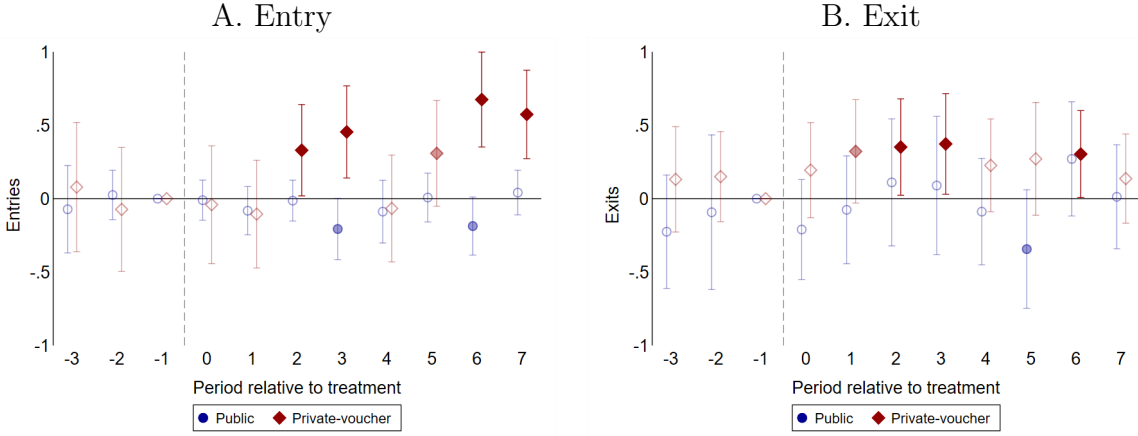 A. Entry
1
.5
0
-.5
-1
Entries
-3 -2 -1 0 1 2 3 4 5 6 7
Period relative to treatment
Public Private-voucher
B. Exit
1
.5
0
-.5
-1
Exits
-3 -2 -1 0 1 2 3 4 5 6 7
Period relative to treatment
Public Private-voucher